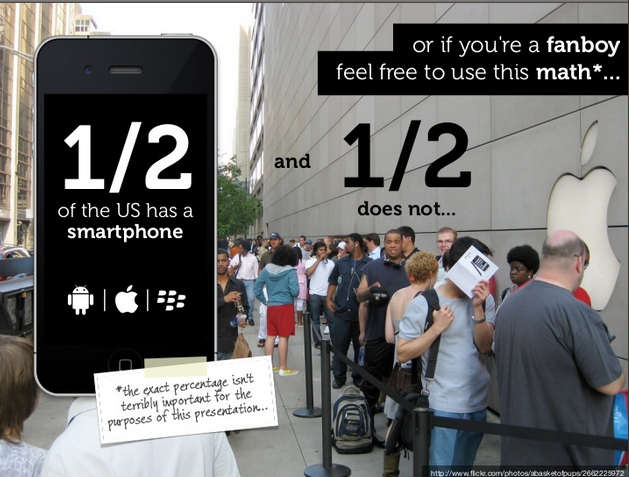 or if you're a fanboy
feel free to use this math*...
1/2
of the US has a
smartphone
and
1/2
does not...
*the exact percentage isn't
terribly important for the
purposes of this presentation...
http://www.flickr.com/photos/abasketofpups/2662225972